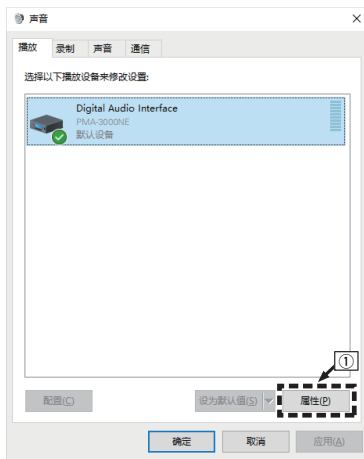 声音
播放 录制 声音 通信
选择以下播放设备来修改设置:
Digital Audio Interface
PMA-3000NE
默认设备
①
配置(C) 设为默认值(S) 属性(P)
确定 取消 应用(A)